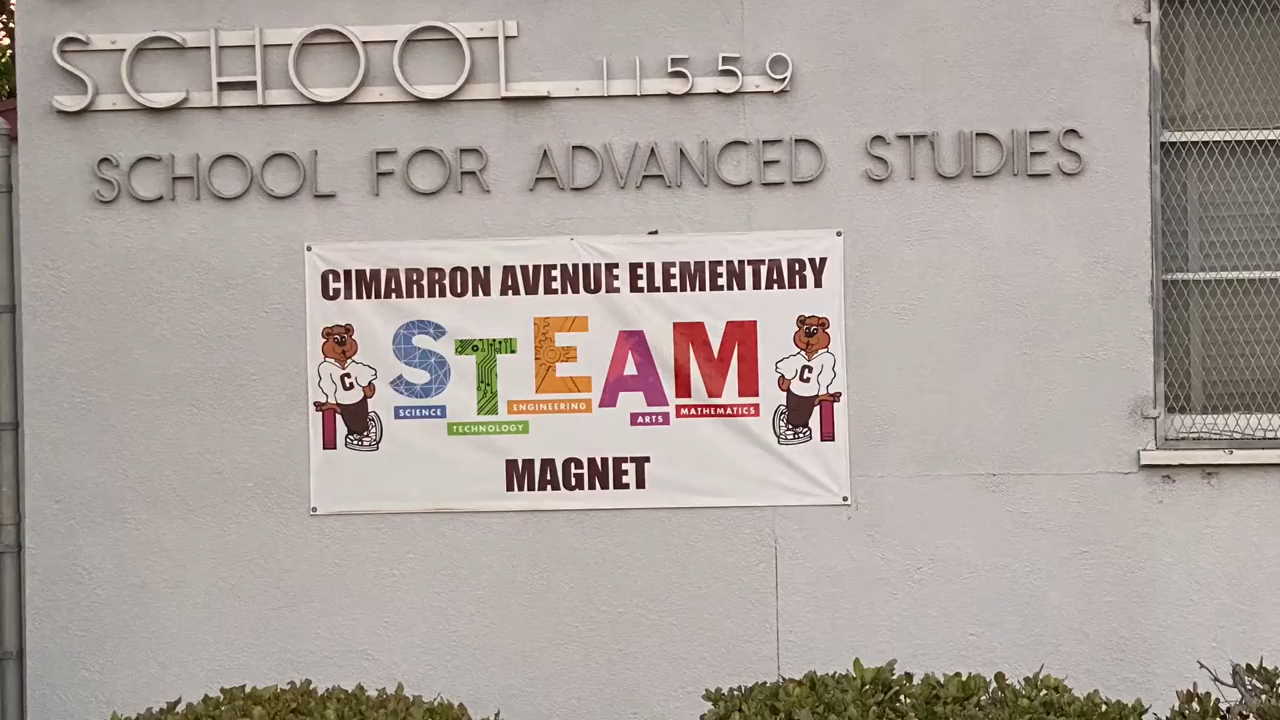 SCHOOL 11559
SCHOOL FOR ADVANCED STUDIES
CIMARRON AVENUE ELEMENTARY
STEAM
SCIENCE
TECHNOLOGY
ENGINEERING
ARTS
MATHEMATICS
C
C
MAGNET